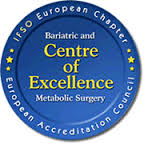 IFSO European Chapter
Bariatric and
Centre of
Excellence
Metabolic Surgery
European Accreditation Council